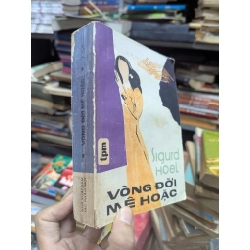 Sigurd
HOEL
tpm
VÒNG ĐỜI
MÊ HOẶC
VÒNG ĐỜI MÊ HOẶC